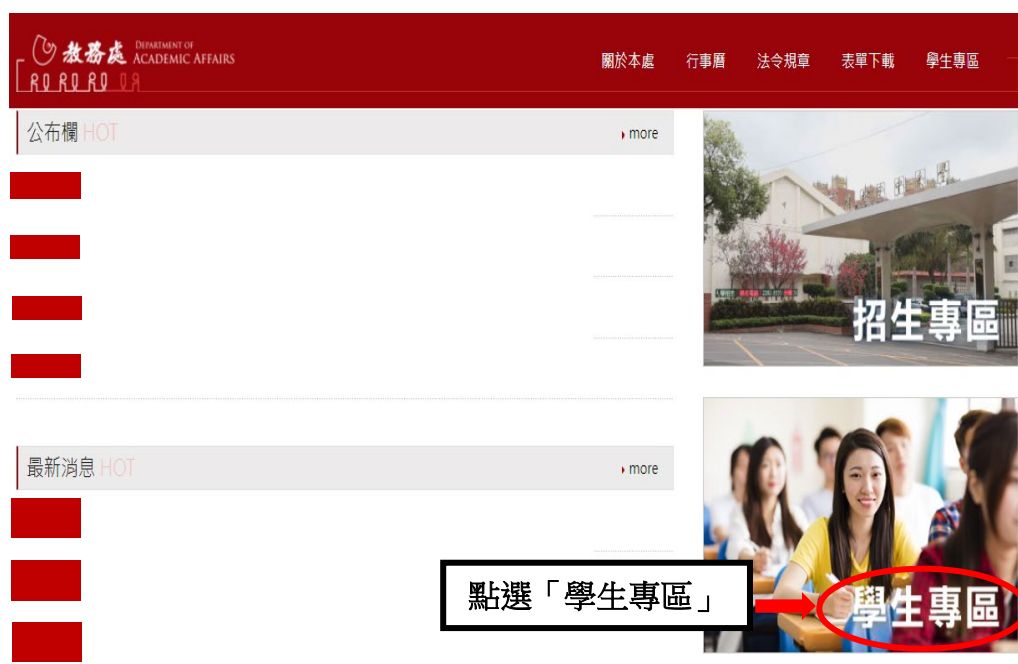 教務處 DEPARTMENT OF
ACADEMIC AFFAIRS
關於本處 行事曆 法令規章 表單下載 學生專區
公布欄 HOT
more
招生專區
最新消息 HOT
more
點選「學生專區」
學生專區